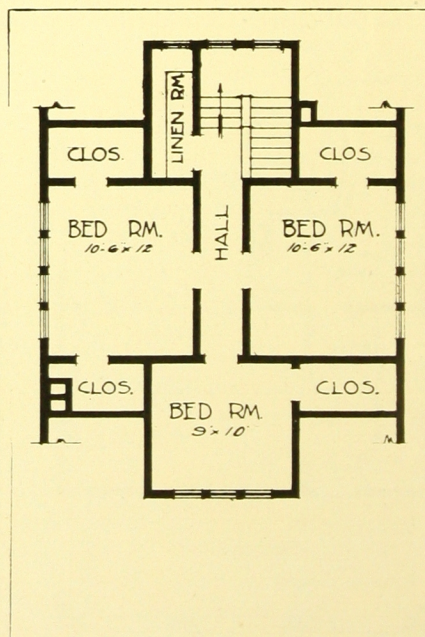 LINEN RM.
CLOS.
CLOS
HALL
BED RM.
10'-6" x 12'
BED RM.
10'-6" x 12'
CLOS.
CLOS.
BED RM.
9' x 10'